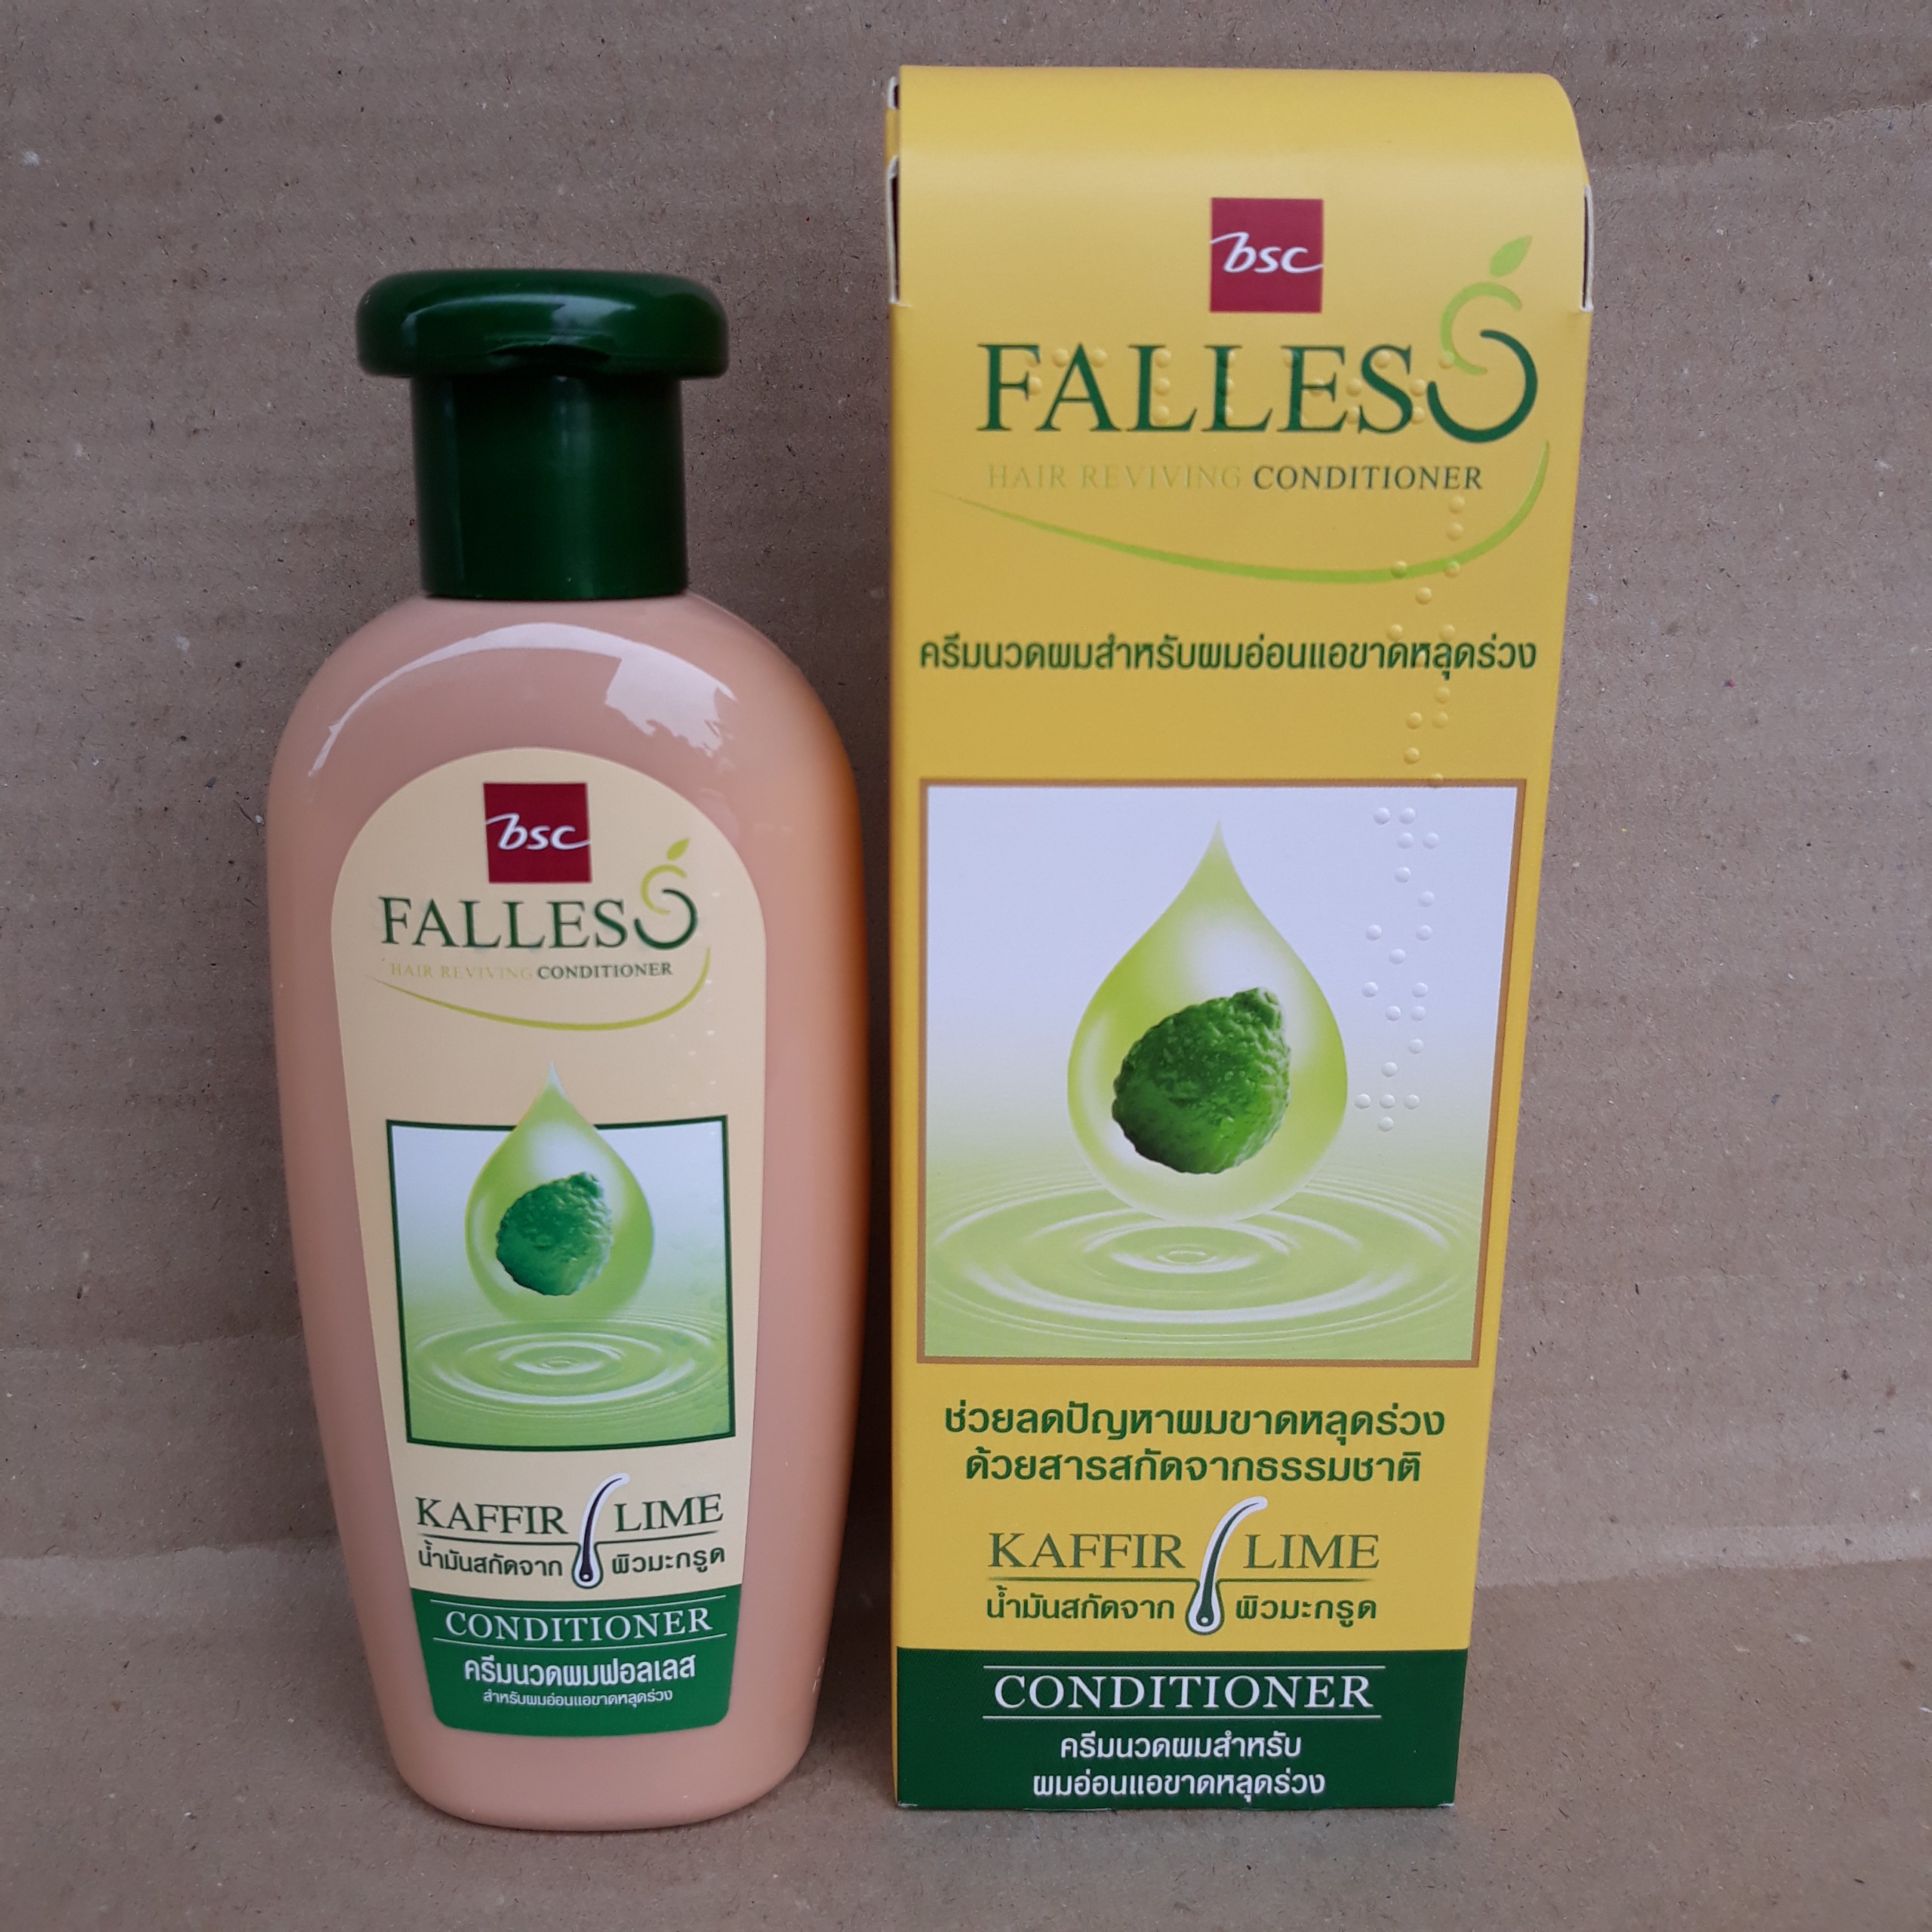 bsc
FALLESS
HAIR REVIVING CONDITIONER
KAFFIR LIME
น้ำมันสกัดจาก ผิวมะกรูด
CONDITIONER
ครีมนวดผมฟอลเลส
สำหรับผมอ่อนแอขาดหลุดร่วง
bsc
FALLESS
HAIR REVIVING CONDITIONER
ครีมนวดผมสำหรับผมอ่อนแอขาดหลุดร่วง
ช่วยลดปัญหาผมขาดหลุดร่วง
ด้วยสารสกัดจากธรรมชาติ
KAFFIR LIME
น้ำมันสกัดจาก ผิวมะกรูด
CONDITIONER
ครีมนวดผมสำหรับ
ผมอ่อนแอขาดหลุดร่วง